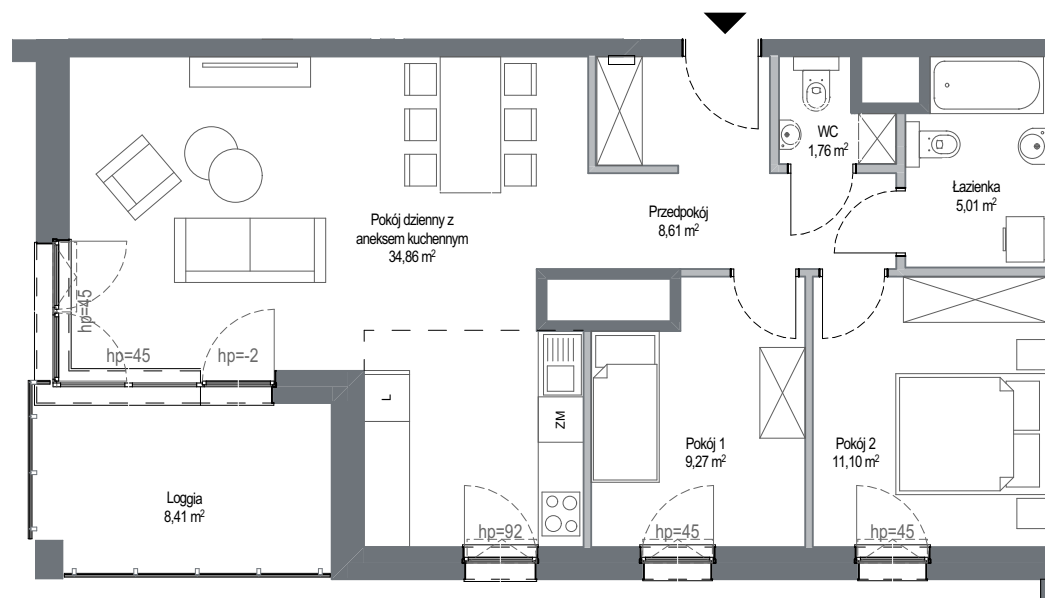 WC
1,76 m²
Łazienka
5,01 m²
Przedpokój
8,61 m²
Pokój dzienny z
aneksem kuchennym
34,86 m²
hp=45
hp=45
hp=-2
L
ZM
Pokój 1
9,27 m²
Pokój 2
11,10 m²
Loggia
8,41 m²
hp=92
hp=45
hp=45